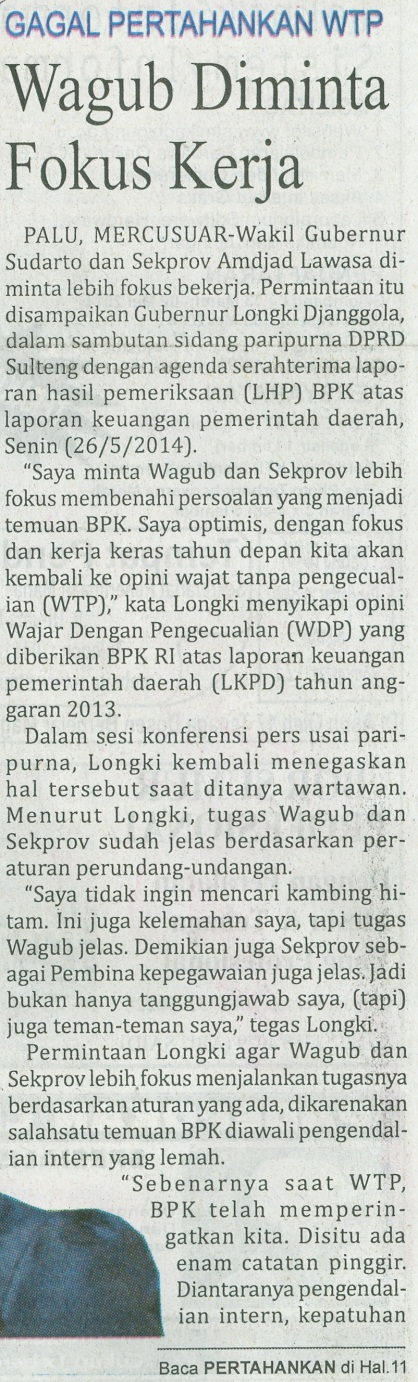 GAGAL PERTAHANKAN WTP
Wagub Diminta
Fokus Kerja
PALU, MERCUSUAR-Wakil Gubernur
Sudarto dan Sekprov Amdjad Lawasa di-
minta lebih fokus bekerja. Permintaan itu
disampaikan Gubernur Longki Djanggola,
dalam sambutan sidang paripurna DPRD
Sulteng dengan agenda serahterima lapo-
ran hasil pemeriksaan (LHP) BPK atas
laporan keuangan pemerintah daerah,
Senin (26/5/2014).
“Saya minta Wagub dan Sekprov lebih
fokus membenahi persoalan yang menjadi
temuan BPK. Saya optimis, dengan fokus
dan kerja keras tahun depan kita akan
kembali ke opini wajat tanpa pengecual-
ian (WTP),” kata Longki menyikapi opini
Wajar Dengan Pengecualian (WDP) yang
diberikan BPK RI atas laporan keuangan
pemerintah daerah (LKPD) tahun ang-
garan 2013.
Dalam sesi konferensi pers usai pari-
purna, Longki kembali menegaskan
hal tersebut saat ditanya wartawan.
Menurut Longki, tugas Wagub dan
Sekprov sudah jelas berdasarkan per-
aturan perundang-undangan.
“Saya tidak ingin mencari kambing hi-
tam. Ini juga kelemahan saya, tapi tugas
Wagub jelas. Demikian juga Sekprov seb-
agai Pembina kepegawaian juga jelas. Jadi
bukan hanya tanggungjawab saya, (tapi)
juga teman-teman saya,” tegas Longki.
Permintaan Longki agar Wagub dan
Sekprov lebih fokus menjalankan tugasnya
berdasarkan aturan yang ada, dikarenakan
salahsatu temuan BPK diawali pengendal-
ian intern yang lemah.
“Sebenarnya saat WTP,
BPK telah memperin-
gatkan kita. Disitu ada
enam catatan pinggir.
Diantaranya pengendal-
ian intern, kepatuhan
Baca PERTAHANKAN di Hal.11